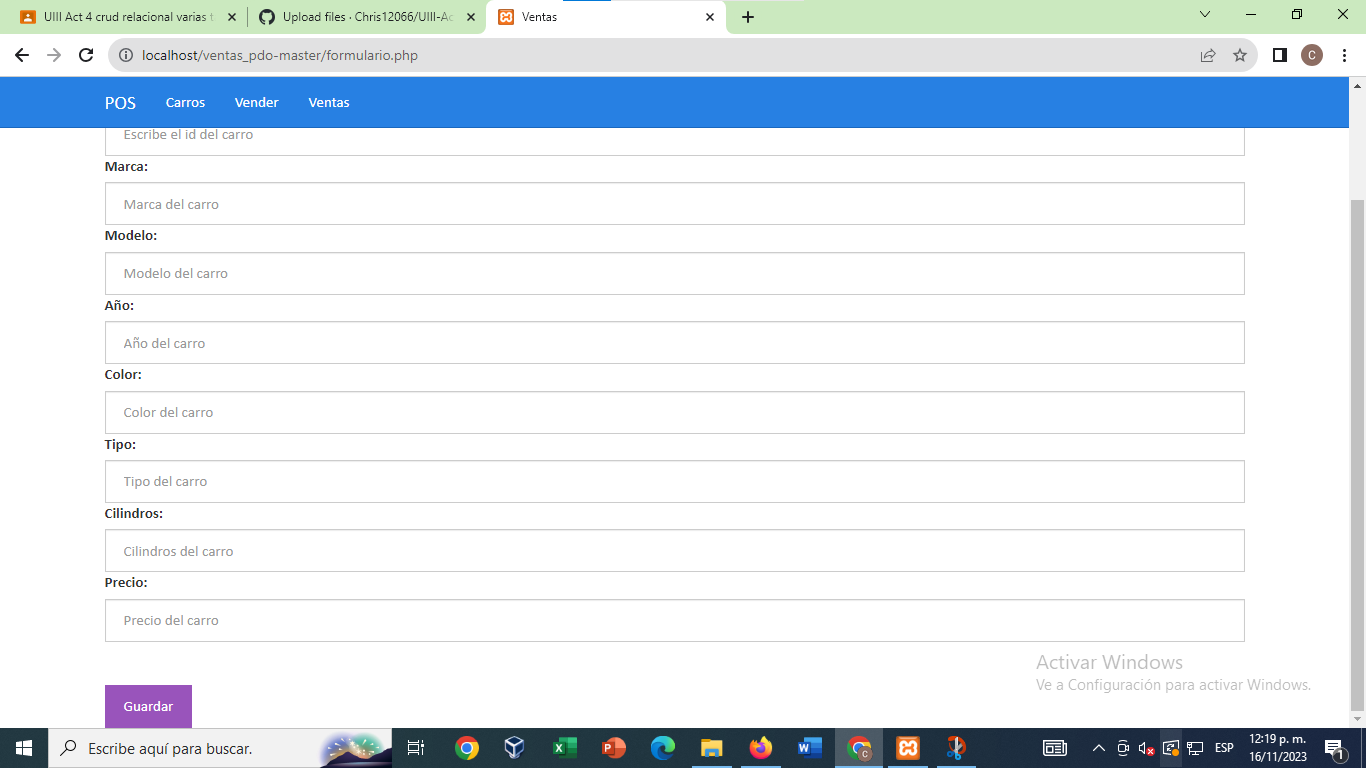 UIII Act 4 crud relacional varias t
Upload files · Chris12066/UIII-Ac
Ventas
localhost/ventas_pdo-master/formulario.php
C
POS Carros Vender Ventas
Escribe el id del carro
Marca:
Marca del carro
Modelo:
Modelo del carro
Año:
Año del carro
Color:
Color del carro
Tipo:
Tipo del carro
Cilindros:
Cilindros del carro
Precio:
Precio del carro
Activar Windows
Ve a Configuración para activar Windows.
Guardar
Escribe aquí para buscar.
ESP
12:19 p. m.
16/11/2023
1